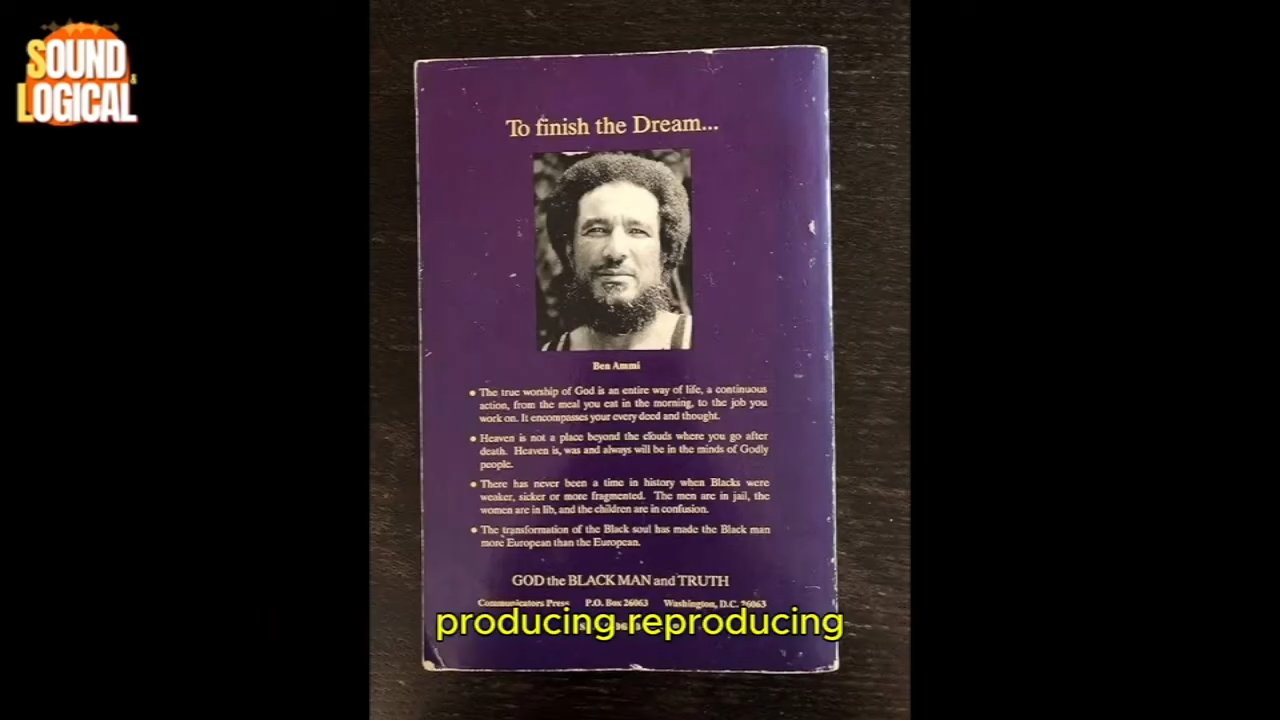 SOUND &
LOGICAL
To finish the Dream...
Ben Ammi
• The true worship of God is an entire way of life, a continuous
action, from the meal you eat in the morning, to the job you
work on. It encompasses your every deed and thought.
• Heaven is not a place beyond the clouds where you go after
death. Heaven is, was and always will be in the minds of Godly
people.
• There has never been a time in history when Blacks were
weaker, sicker or more fragmented. The men are in jail, the
women are in lib, and the children are in confusion.
• The transformation of the Black soul has made the Black man
more European than the European.
GOD the BLACK MAN and TRUTH
Communicators Press P.O. Box 26063 Washington, D.C. 26063
producing reproducing